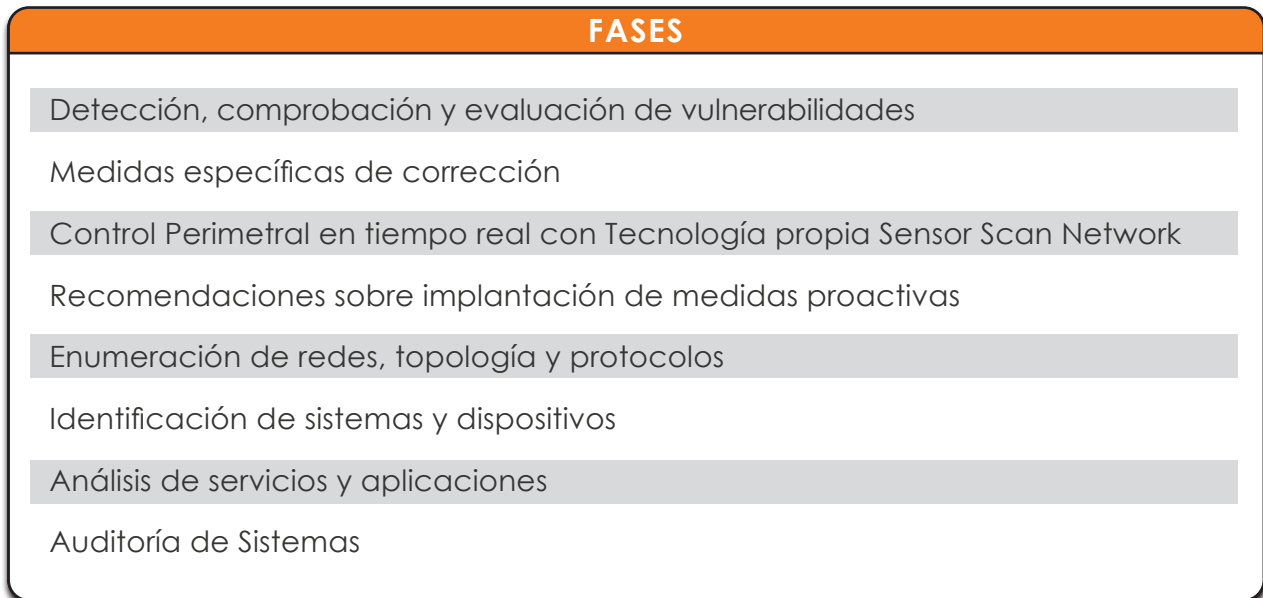 FASES
Detección, comprobación y evaluación de vulnerabilidades
Medidas específicas de corrección
Control Perimetral en tiempo real con Tecnología propia Sensor Scan Network
Recomendaciones sobre implantación de medidas proactivas
Enumeración de redes, topología y protocolos
Identificación de sistemas y dispositivos
Análisis de servicios y aplicaciones
Auditoría de Sistemas